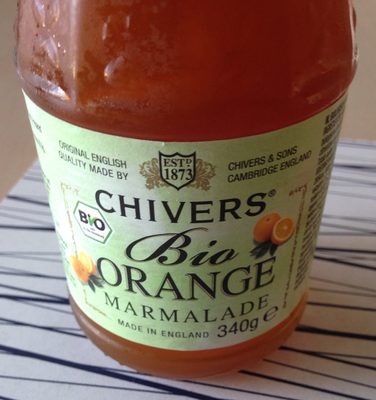 ORIGINAL ENGLISH
QUALITY MADE BY
ESTD
1873
CHIVERS & SONS
CAMBRIDGE ENGLAND
CHIVERS®
BIO
Bio
ORANGE
MARMALADE
MADE IN ENGLAND
340g e